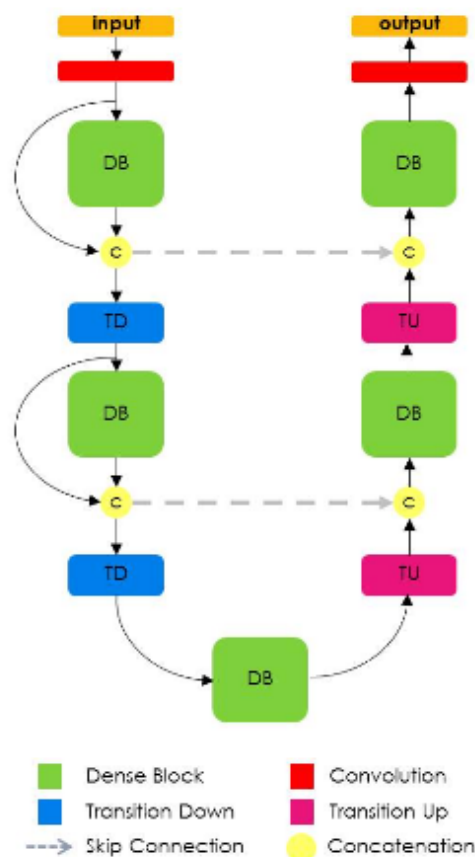 input output
DB DB
C C
TD TU
DB DB
C C
TD TU
DB
Dense Block Convolution
Transition Down Transition Up
Skip Connection Concatenation